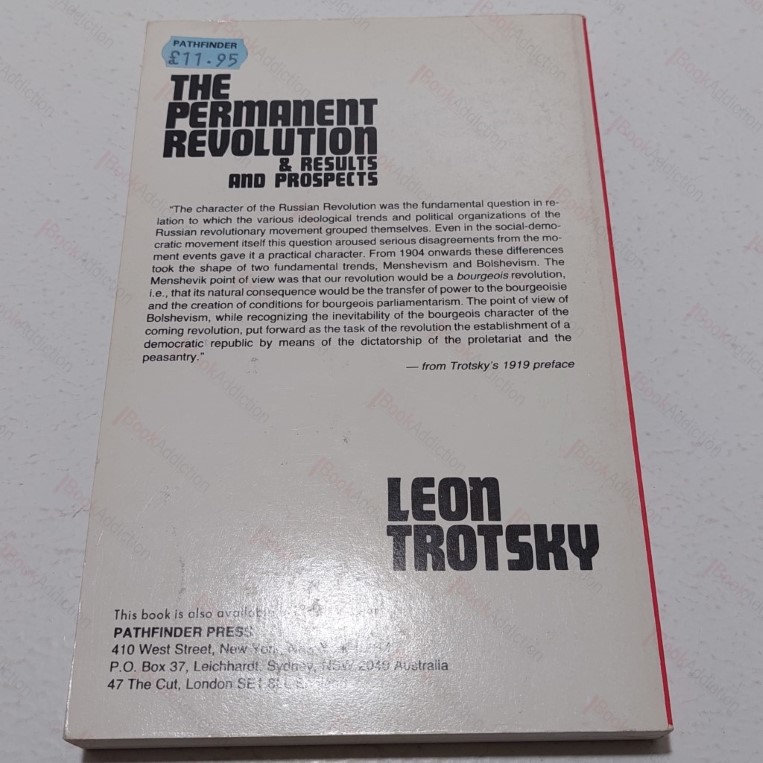 PATHFINDER
£11.95
THE
PERMANENT
REVOLUTION
& RESULTS
AND PROSPECTS
"The character of the Russian Revolution was the fundamental question in re-
lation to which the various ideological trends and political organizations of the
Russian revolutionary movement grouped themselves. Even in the social-demo-
cratic movement itself this question aroused serious disagreements from the mo-
ment events gave it a practical character. From 1904 onwards these differences
took the shape of two fundamental trends, Menshevism and Bolshevism. The
Menshevik point of view was that our revolution would be a bourgeois revolution,
i.e., that its natural consequence would be the transfer of power to the bourgeoisie
and the creation of conditions for bourgeois parliamentarism. The point of view of
Bolshevism, while recognizing the inevitability of the bourgeois character of the
coming revolution, put forward as the task of the revolution the establishment of a
democratic republic by means of the dictatorship of the proletariat and the
peasantry."
— from Trotsky's 1919 preface
LEON
TROTSKY
This book is also
PATHFINDER PRESS
410 West Street, New York,
P.O. Box 37, Leichhardt, Sydney, NSW 2040 Australia
47 The Cut, London SE1 8LL
BookAddiction